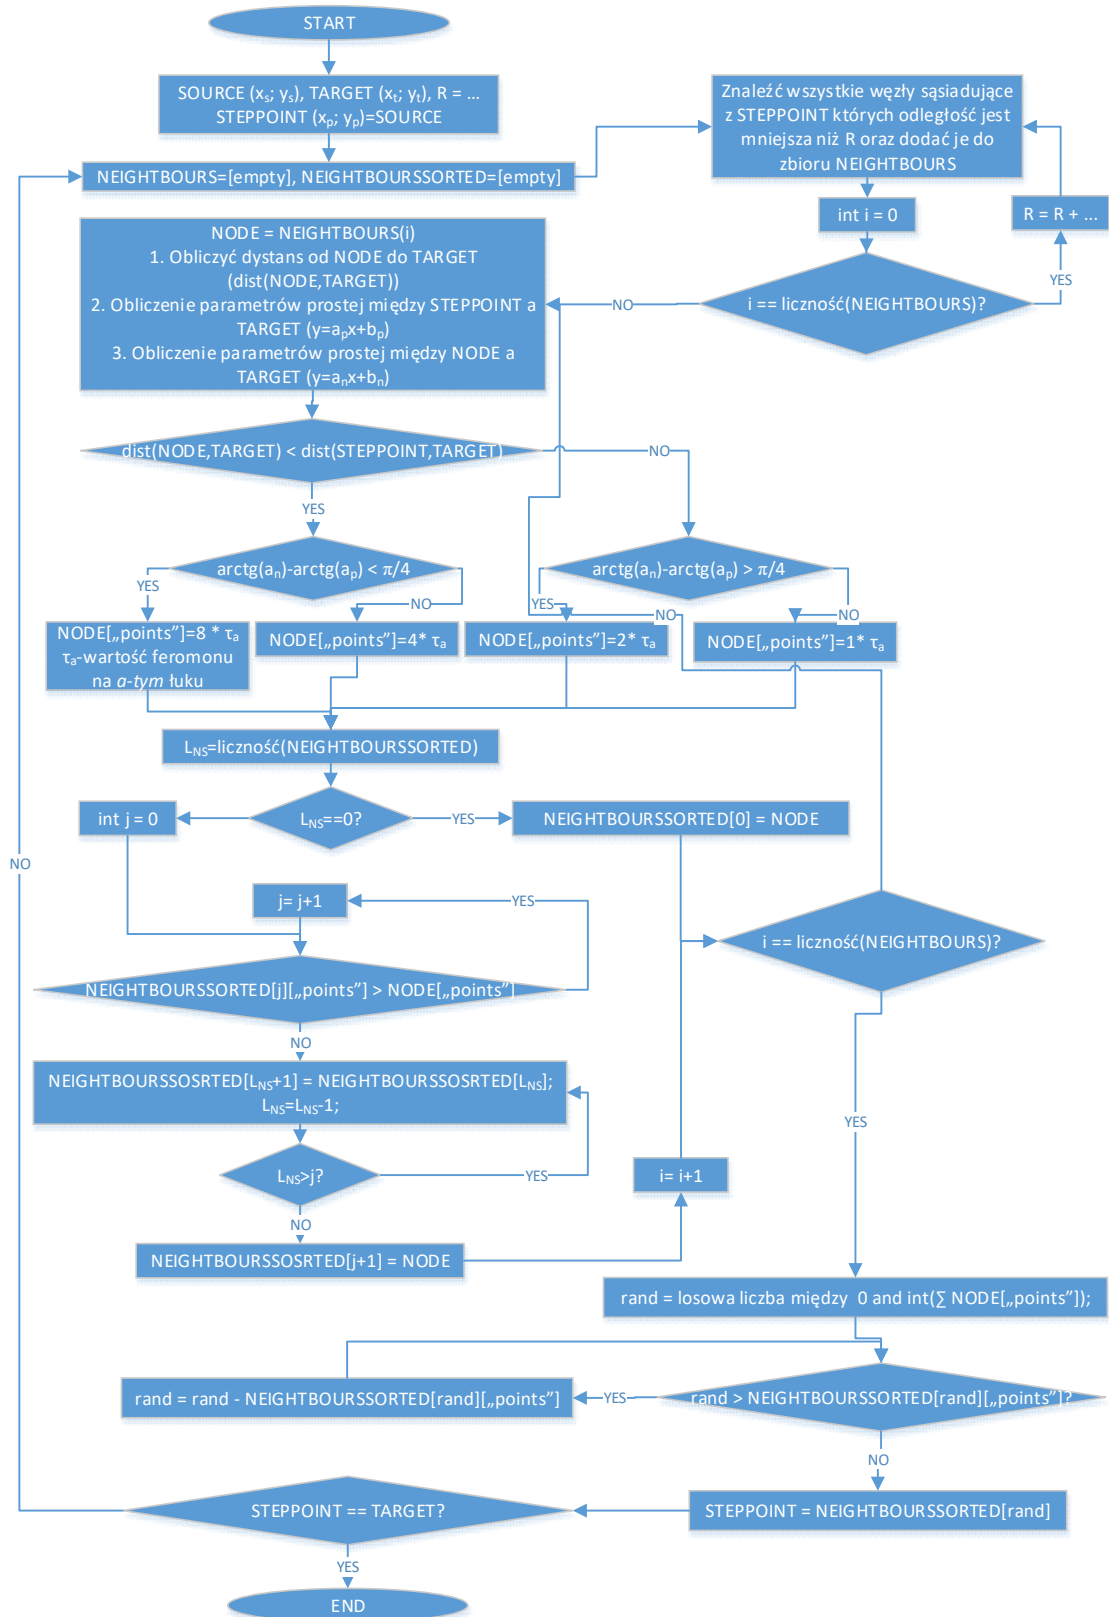 START
SOURCE (xₛ; yₛ), TARGET (xₜ; yₜ), R = ...
STEPPOINT (xₚ; yₚ)=SOURCE
NEIGHTBOURS=[empty], NEIGHTBOURSSORTED=[empty]
Znaleźć wszystkie węzły sąsiadujące
z STEPPOINT których odległość jest
mniejsza niż R oraz dodać je do
zbioru NEIGHTBOURS
int i = 0
R = R + ...
YES
i == liczność(NEIGHTBOURS)?
NO
NODE = NEIGHTBOURS(i)
1. Obliczyć dystans od NODE do TARGET
(dist(NODE,TARGET))
2. Obliczenie parametrów prostej między STEPPOINT a
TARGET (y=aₚx+bₚ)
3. Obliczenie parametrów prostej między NODE a
TARGET (y=aₙx+bₙ)
dist(NODE,TARGET) < dist(STEPPOINT,TARGET)
NO
YES
arctg(aₙ)-arctg(aₚ) < π/4
arctg(aₙ)-arctg(aₚ) > π/4
YES
NO
YES
NO
NO
NODE[„points”]=8 * τₐ
τₐ-wartość feromonu
na a-tym łuku
NODE[„points”]=4* τₐ
NODE[„points”]=2* τₐ
NODE[„points”]=1* τₐ
L_NS=liczność(NEIGHTBOURSSORTED)
int j = 0
L_NS==0?
YES
NEIGHTBOURSSORTED[0] = NODE
NO
j= j+1
YES
i == liczność(NEIGHTBOURS)?
NEIGHTBOURSSORTED[j][„points”] > NODE[„points”]
NO
NEIGHTBOURSSOSRTED[L_NS+1] = NEIGHTBOURSSOSRTED[L_NS];
L_NS=L_NS-1;
YES
L_NS>j?
YES
i= i+1
NO
NEIGHTBOURSSOSRTED[j+1] = NODE
rand = losowa liczba między 0 and int(∑ NODE[„points”]);
rand = rand - NEIGHTBOURSSORTED[rand][„points”]
YES
rand > NEIGHTBOURSSORTED[rand][„points”]?
NO
STEPPOINT == TARGET?
STEPPOINT = NEIGHTBOURSSORTED[rand]
YES
END